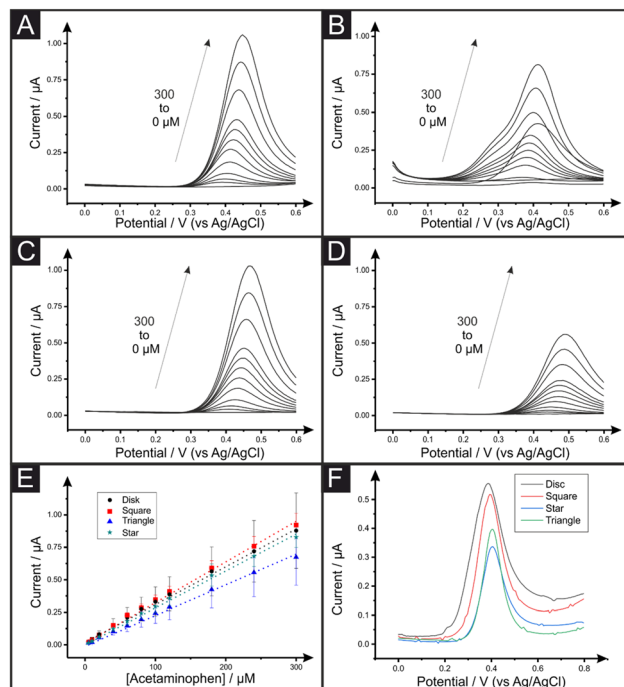 A
Current / µA
1.00
0.75
0.50
0.25
0.00
300
to
0 µM
0.0 0.1 0.2 0.3 0.4 0.5 0.6
Potential / V (vs Ag/AgCl)
B
Current / µA
1.00
0.75
0.50
0.25
0.00
300
to
0 µM
0.0 0.1 0.2 0.3 0.4 0.5 0.6
Potential / V (vs Ag/AgCl)
C
Current / µA
1.00
0.75
0.50
0.25
0.00
300
to
0 µM
0.0 0.1 0.2 0.3 0.4 0.5 0.6
Potential / V (vs Ag/AgCl)
D
Current / µA
1.00
0.75
0.50
0.25
0.00
300
to
0 µM
0.0 0.1 0.2 0.3 0.4 0.5 0.6
Potential / V (vs Ag/AgCl)
E
Current / µA
1.00
0.75
0.50
0.25
0.00
Disk
Square
Triangle
Star
0 50 100 150 200 250 300
[Acetaminophen] / µM
F
Current / µA
0.5
0.4
0.3
0.2
0.1
0.0
Disc
Square
Star
Triangle
0.0 0.2 0.4 0.6 0.8
Potential / V (vs Ag/AgCl)